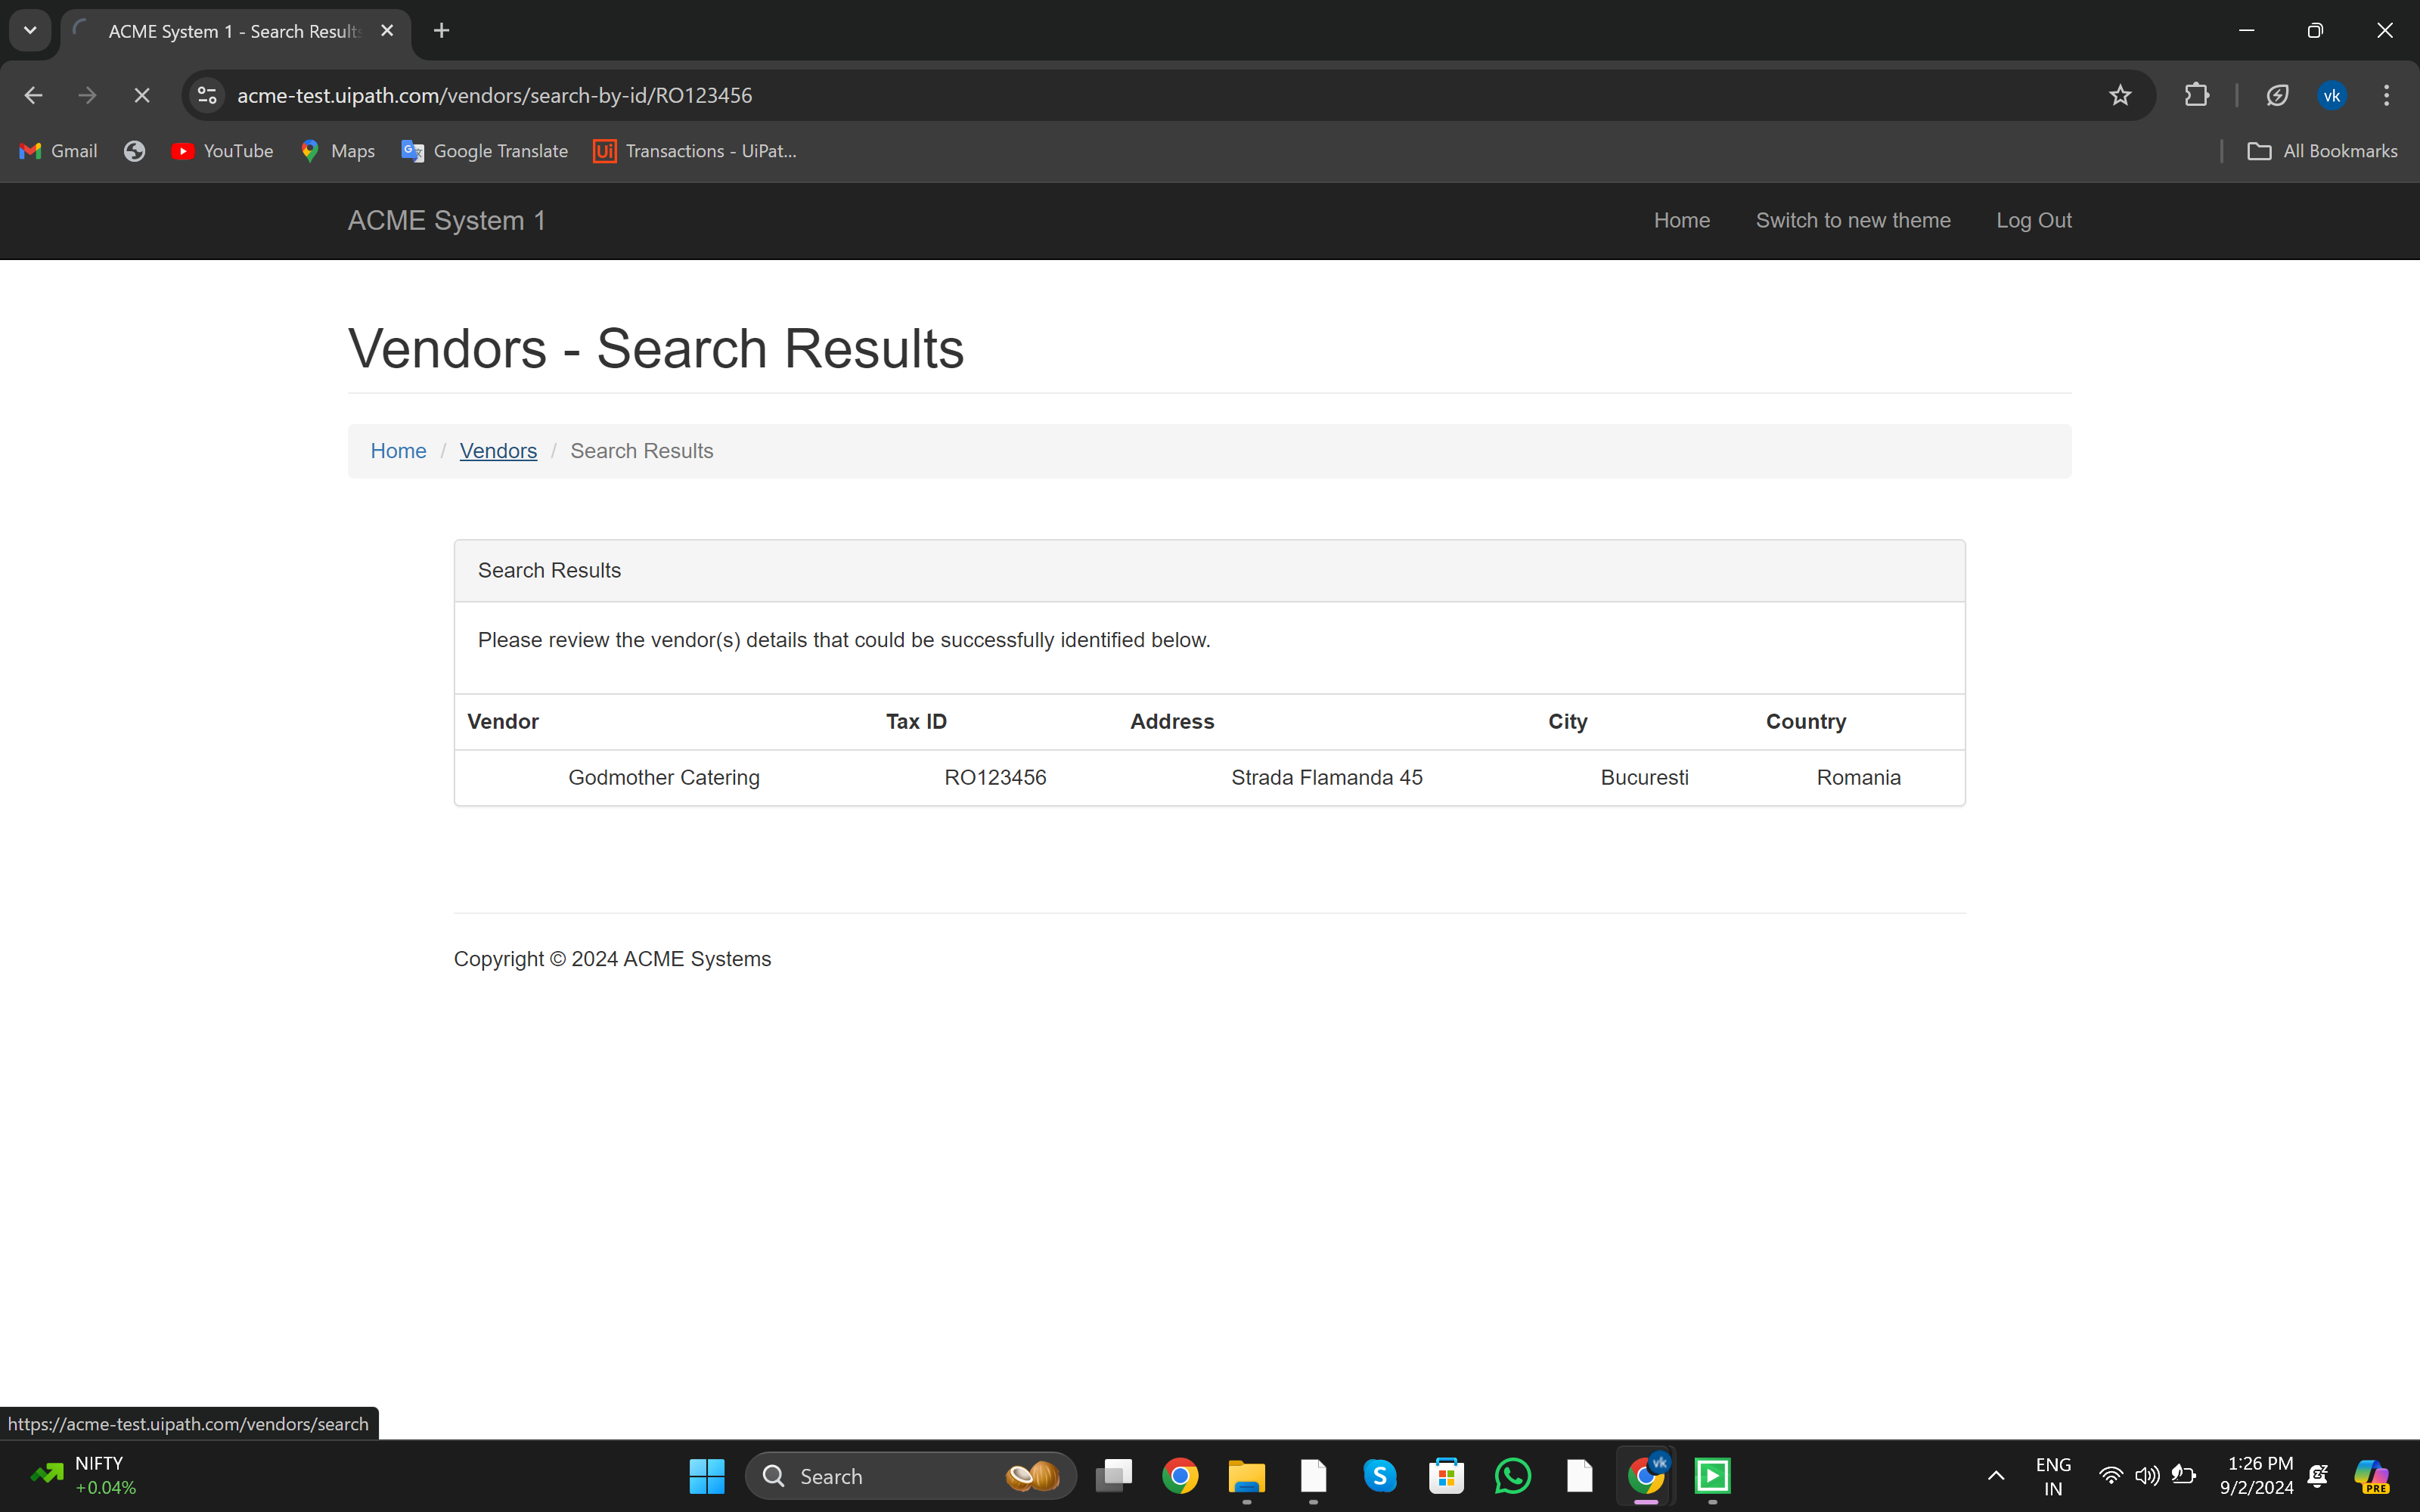 ACME System 1 - Search Results
acme-test.uipath.com/vendors/search-by-id/RO123456
vk
Gmail
YouTube
Maps
Google Translate
Transactions - UiPat...
All Bookmarks
ACME System 1
Home
Switch to new theme
Log Out
Vendors - Search Results
Home / Vendors / Search Results
Search Results
Please review the vendor(s) details that could be successfully identified below.
Vendor Tax ID Address City Country
Godmother Catering RO123456 Strada Flamanda 45 Bucuresti Romania
Copyright © 2024 ACME Systems
https://acme-test.uipath.com/vendors/search
NIFTY
+0.04%
Search
vk
ENG
IN
1:26 PM
9/2/2024
PRE